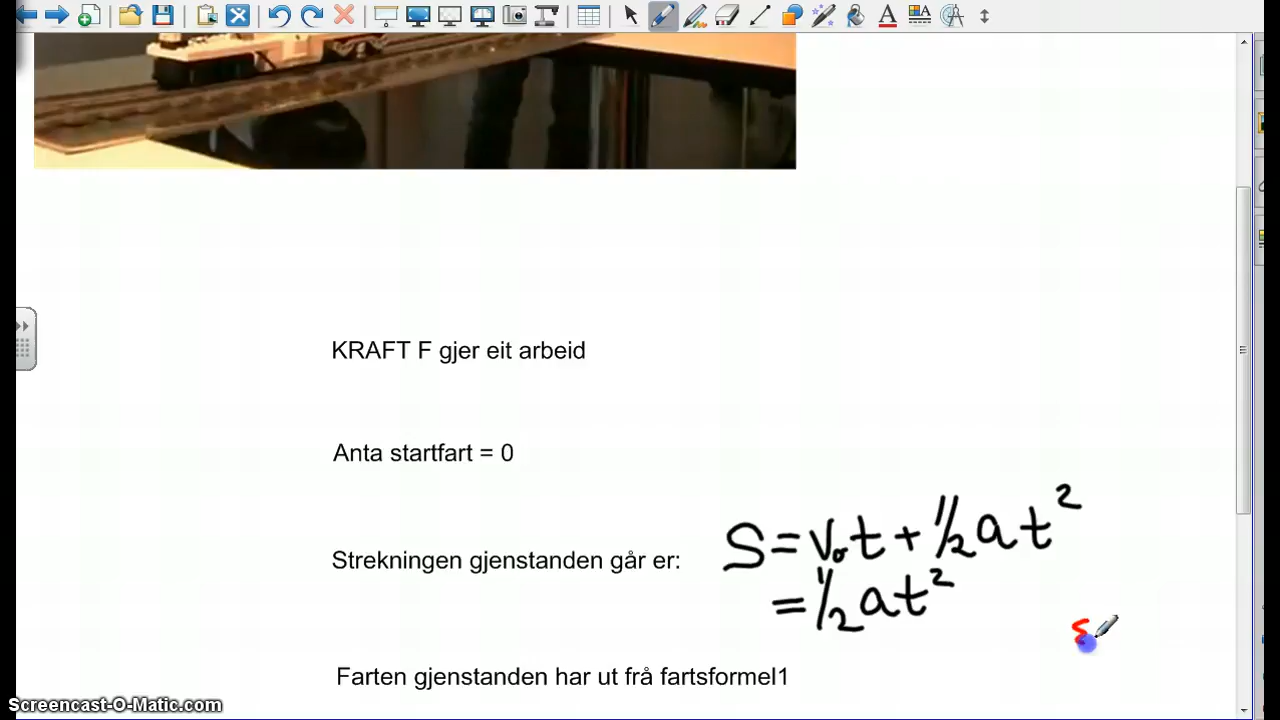 KRAFT F gjer eit arbeid
Anta startfart = 0
Strekningen gjenstanden går er:
S = v₀t + ½at²
= ½at²
s
Farten gjenstanden har ut frå fartsformel1
Screencast-O-Matic.com